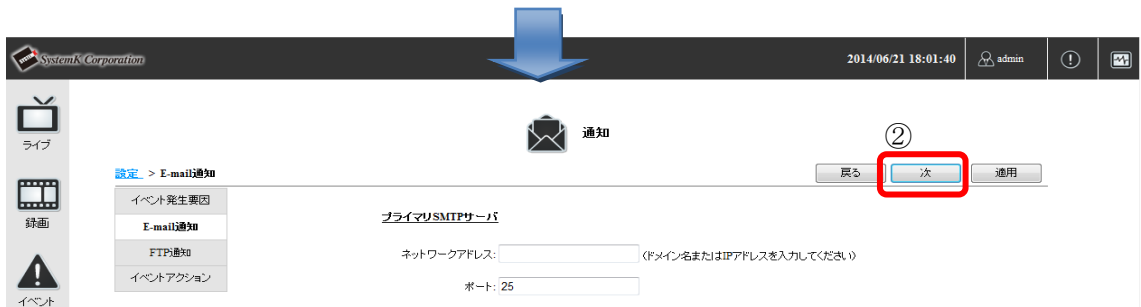 SystemK Corporation
2014/06/21 18:01:40
admin
ライブ
通知
②
設定 > E-mail通知
戻る
次
適用
イベント発生要因
録画
E-mail通知
プライマリSMTPサーバ
FTP通知
ネットワークアドレス:
(ドメイン名またはIPアドレスを入力してください)
イベントアクション
ポート: 25
イベント